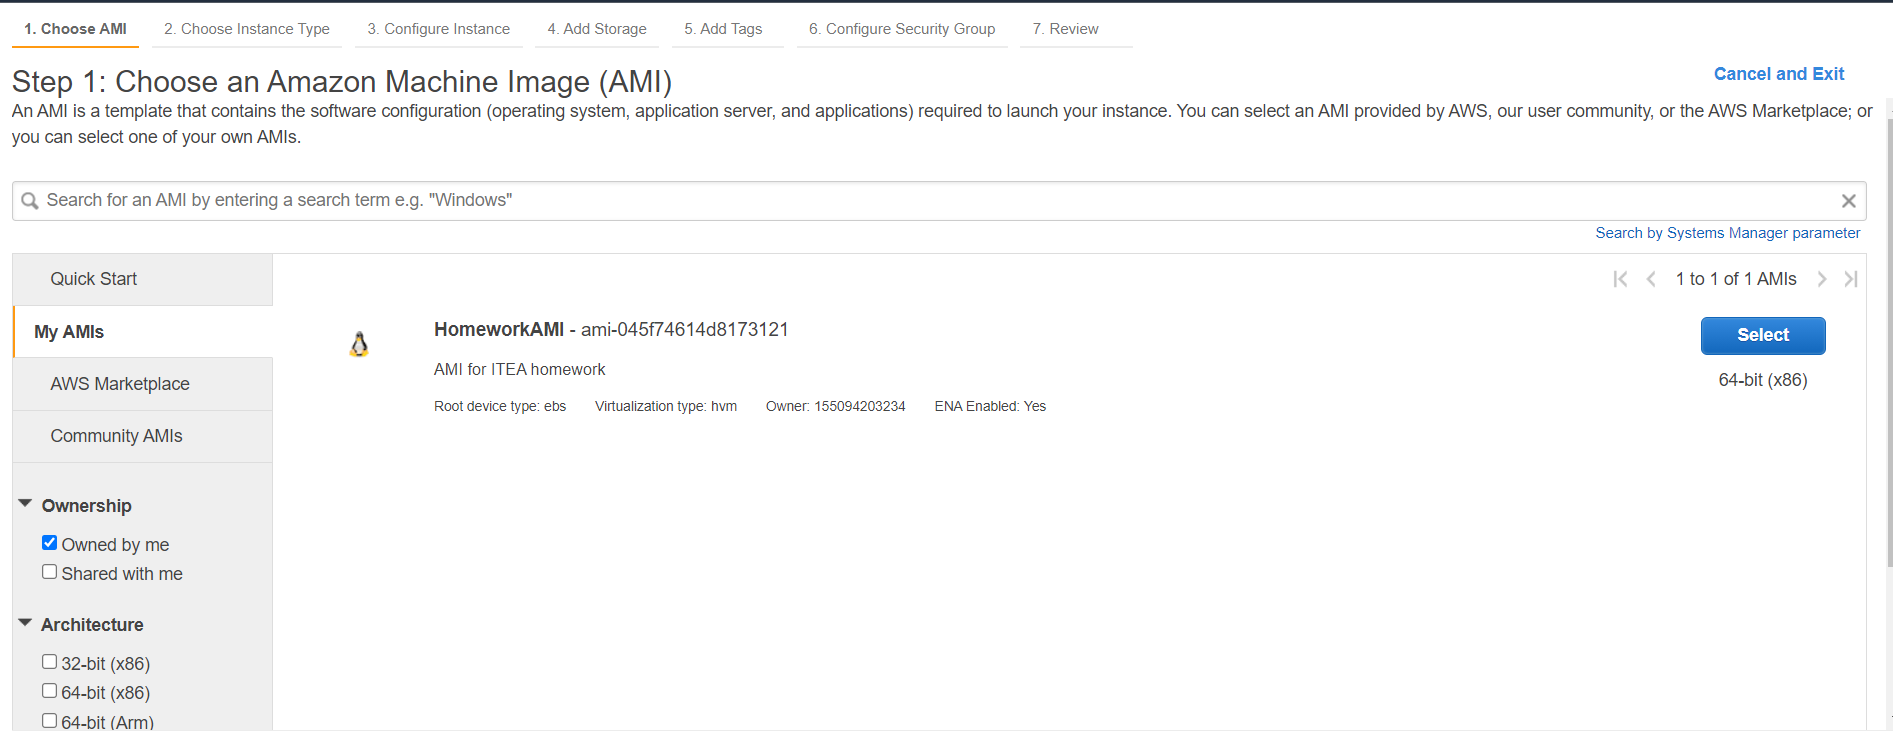 1. Choose AMI
2. Choose Instance Type
3. Configure Instance
4. Add Storage
5. Add Tags
6. Configure Security Group
7. Review
Step 1: Choose an Amazon Machine Image (AMI)
Cancel and Exit
An AMI is a template that contains the software configuration (operating system, application server, and applications) required to launch your instance. You can select an AMI provided by AWS, our user community, or the AWS Marketplace; or
you can select one of your own AMIs.
Search for an AMI by entering a search term e.g. "Windows"
Search by Systems Manager parameter
Quick Start
My AMIs
AWS Marketplace
Community AMIs
Ownership
Owned by me
Shared with me
Architecture
32-bit (x86)
64-bit (x86)
64-bit (Arm)
1 to 1 of 1 AMIs
HomeworkAMI - ami-045f74614d8173121
Select
AMI for ITEA homework
64-bit (x86)
Root device type: ebs
Virtualization type: hvm
Owner: 155094203234
ENA Enabled: Yes